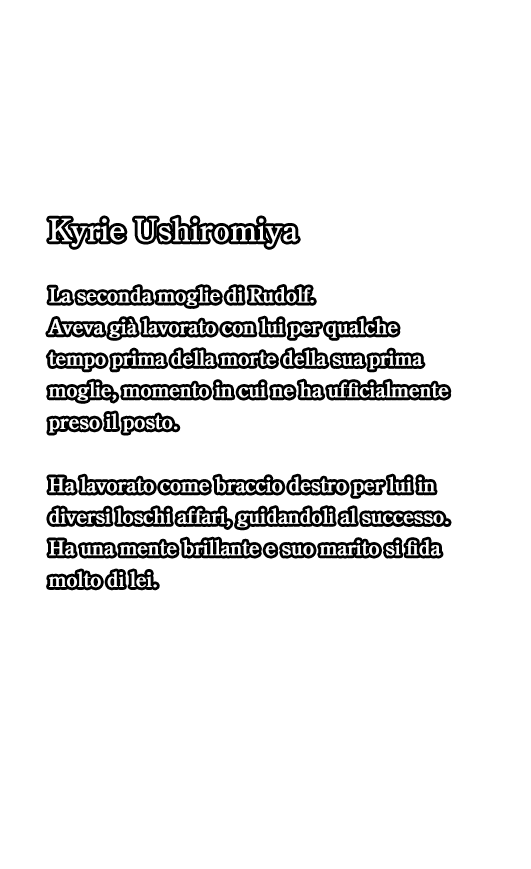 Kyrie Ushiromiya
La seconda moglie di Rudolf.
Aveva già lavorato con lui per qualche
tempo prima della morte della sua prima
moglie, momento in cui ne ha ufficialmente
preso il posto.
Ha lavorato come braccio destro per lui in
diversi loschi affari, guidandoli al successo.
Ha una mente brillante e suo marito si fida
molto di lei.